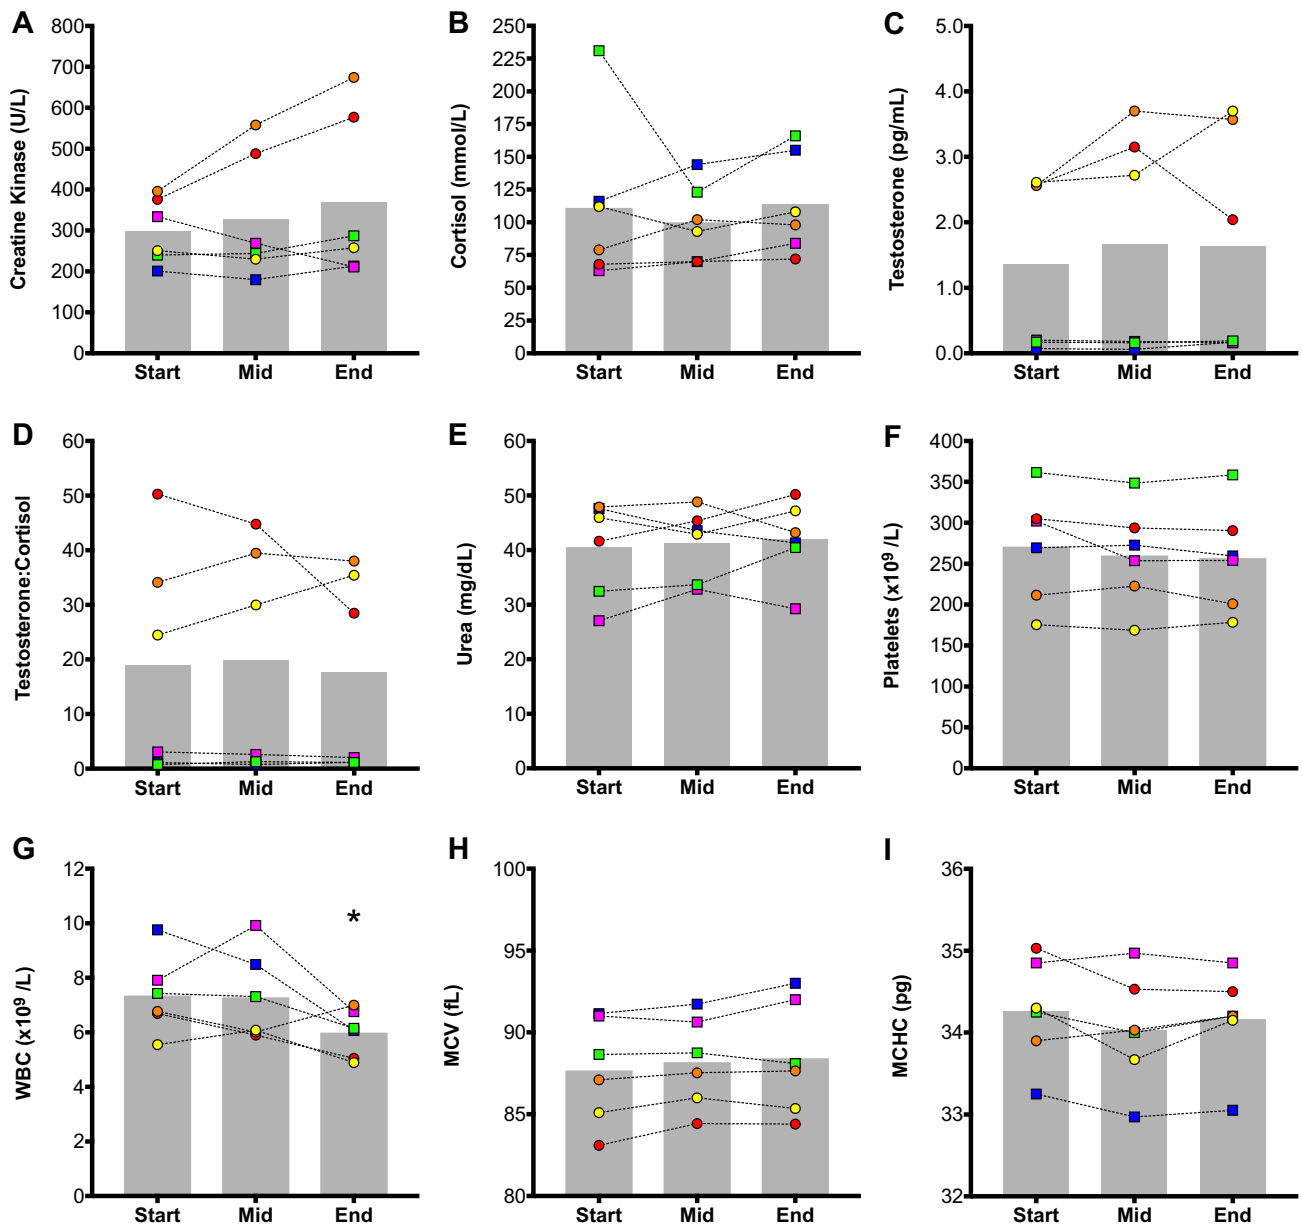 A
Creatine Kinase (U/L)
800
700
600
500
400
300
200
100
0
Start Mid End
B
Cortisol (mmol/L)
250
225
200
175
150
125
100
75
50
25
0
Start Mid End
C
Testosterone (pg/mL)
5.0
4.0
3.0
2.0
1.0
0.0
Start Mid End
D
Testosterone:Cortisol
60
50
40
30
20
10
0
Start Mid End
E
Urea (mg/dL)
60
50
40
30
20
10
0
Start Mid End
F
Platelets (x10⁹ /L)
400
350
300
250
200
150
100
50
0
Start Mid End
G
WBC (x10⁹ /L)
12
10
8
6
4
2
0
*
Start Mid End
H
MCV (fL)
100
95
90
85
80
Start Mid End
I
MCHC (pg)
36
35
34
33
32
Start Mid End